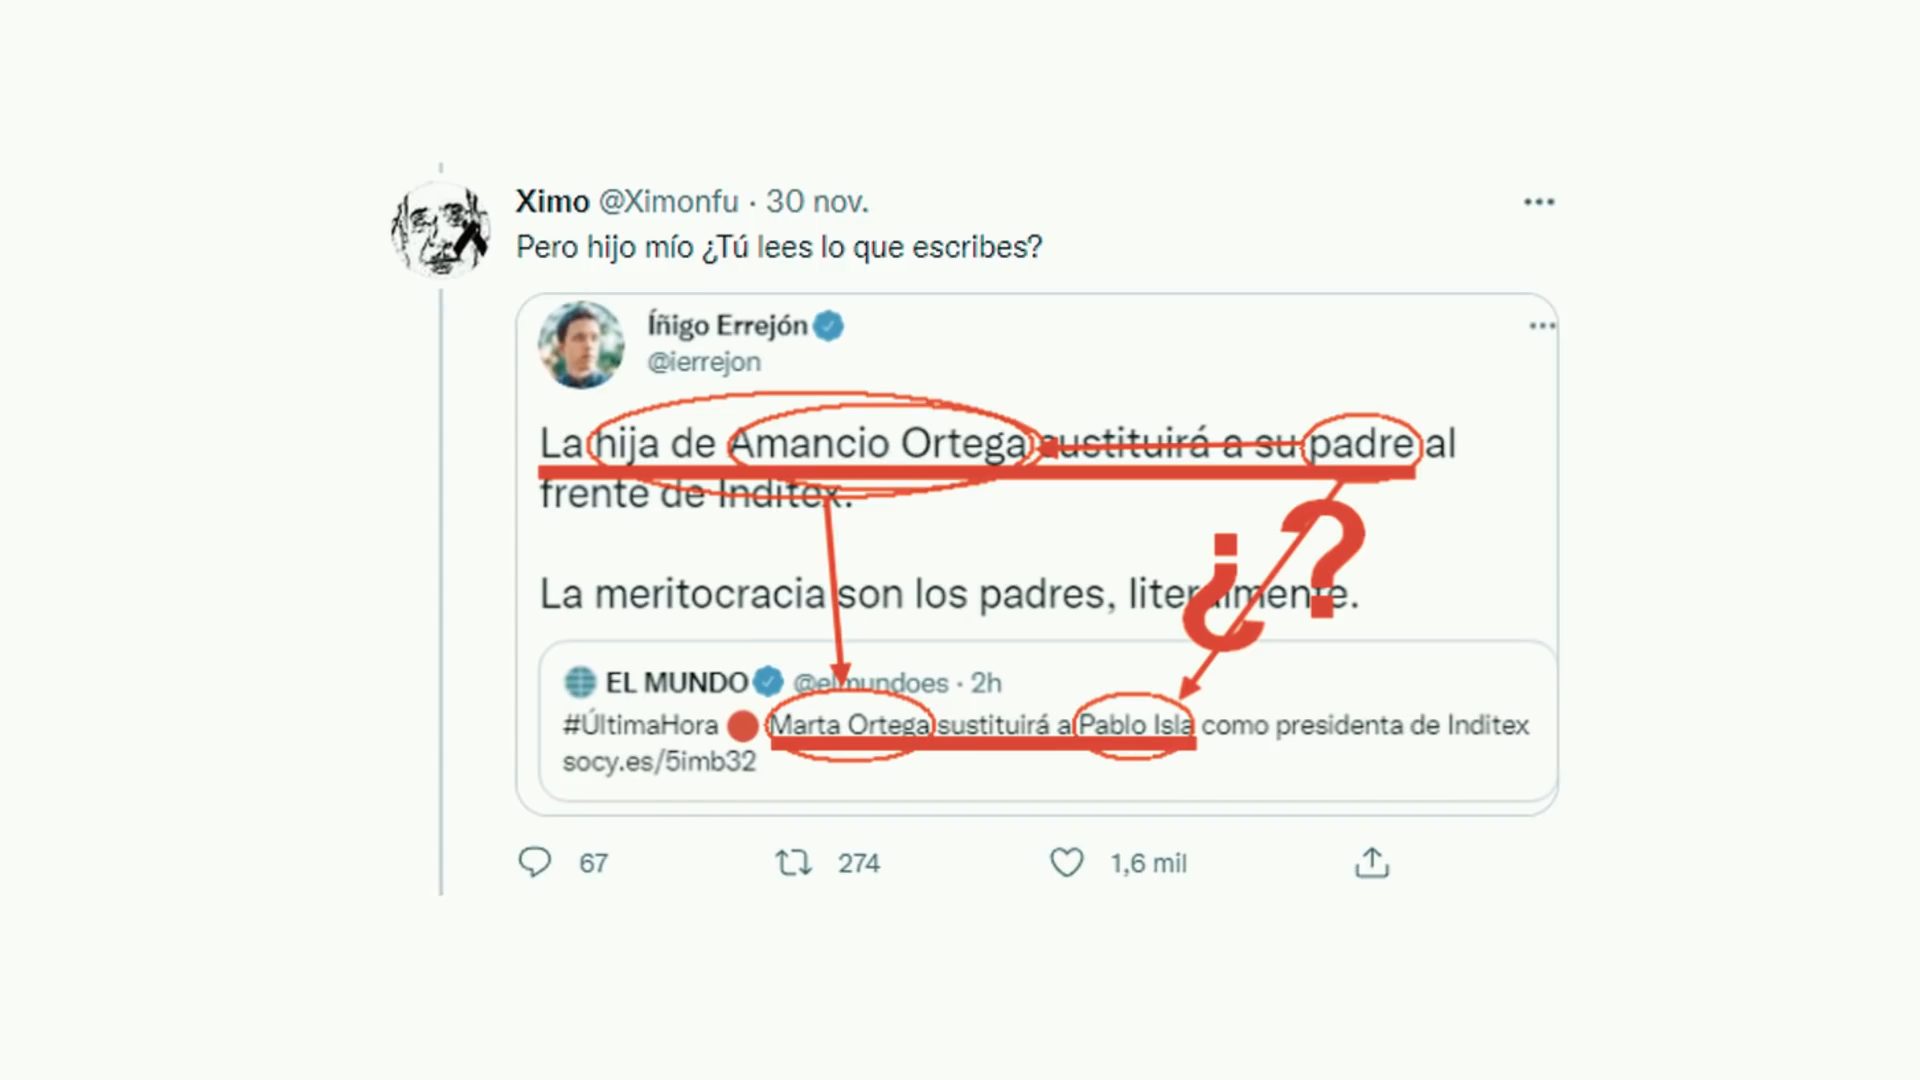 Ximo @Ximonfu · 30 nov.
Pero hijo mío ¿Tú lees lo que escribes?
Íñigo Errejón
@ierrejon
La hija de Amancio Ortega sustituirá a su padre al
frente de Inditex.
¿?
La meritocracia son los padres, literalmente.
EL MUNDO @elmundoes · 2h
#ÚltimaHora 🔴 Marta Ortega sustituirá a Pablo Isla como presidenta de Inditex
socy.es/5imb32
67 274 1,6 mil